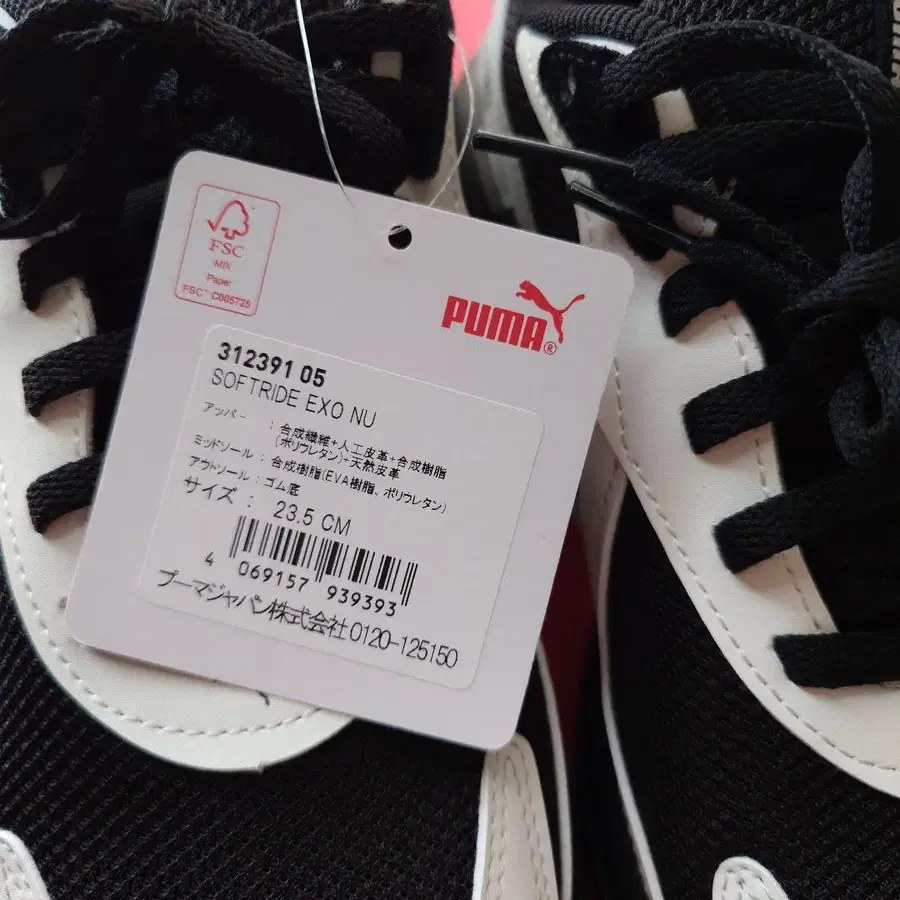 FSC
MIX
Paper
FSC™ C005725
PUMA®
312391 05
SOFTRIDE EXO NU
アッパー : 合成繊維+人工皮革+合成樹脂
(ポリウレタン)+天然皮革
ミッドソール : 合成樹脂(EVA樹脂、ポリウレタン)
アウトソール : ゴム底
サイズ : 23.5 CM
4 069157 939393
プーマジャパン株式会社 0120-125150